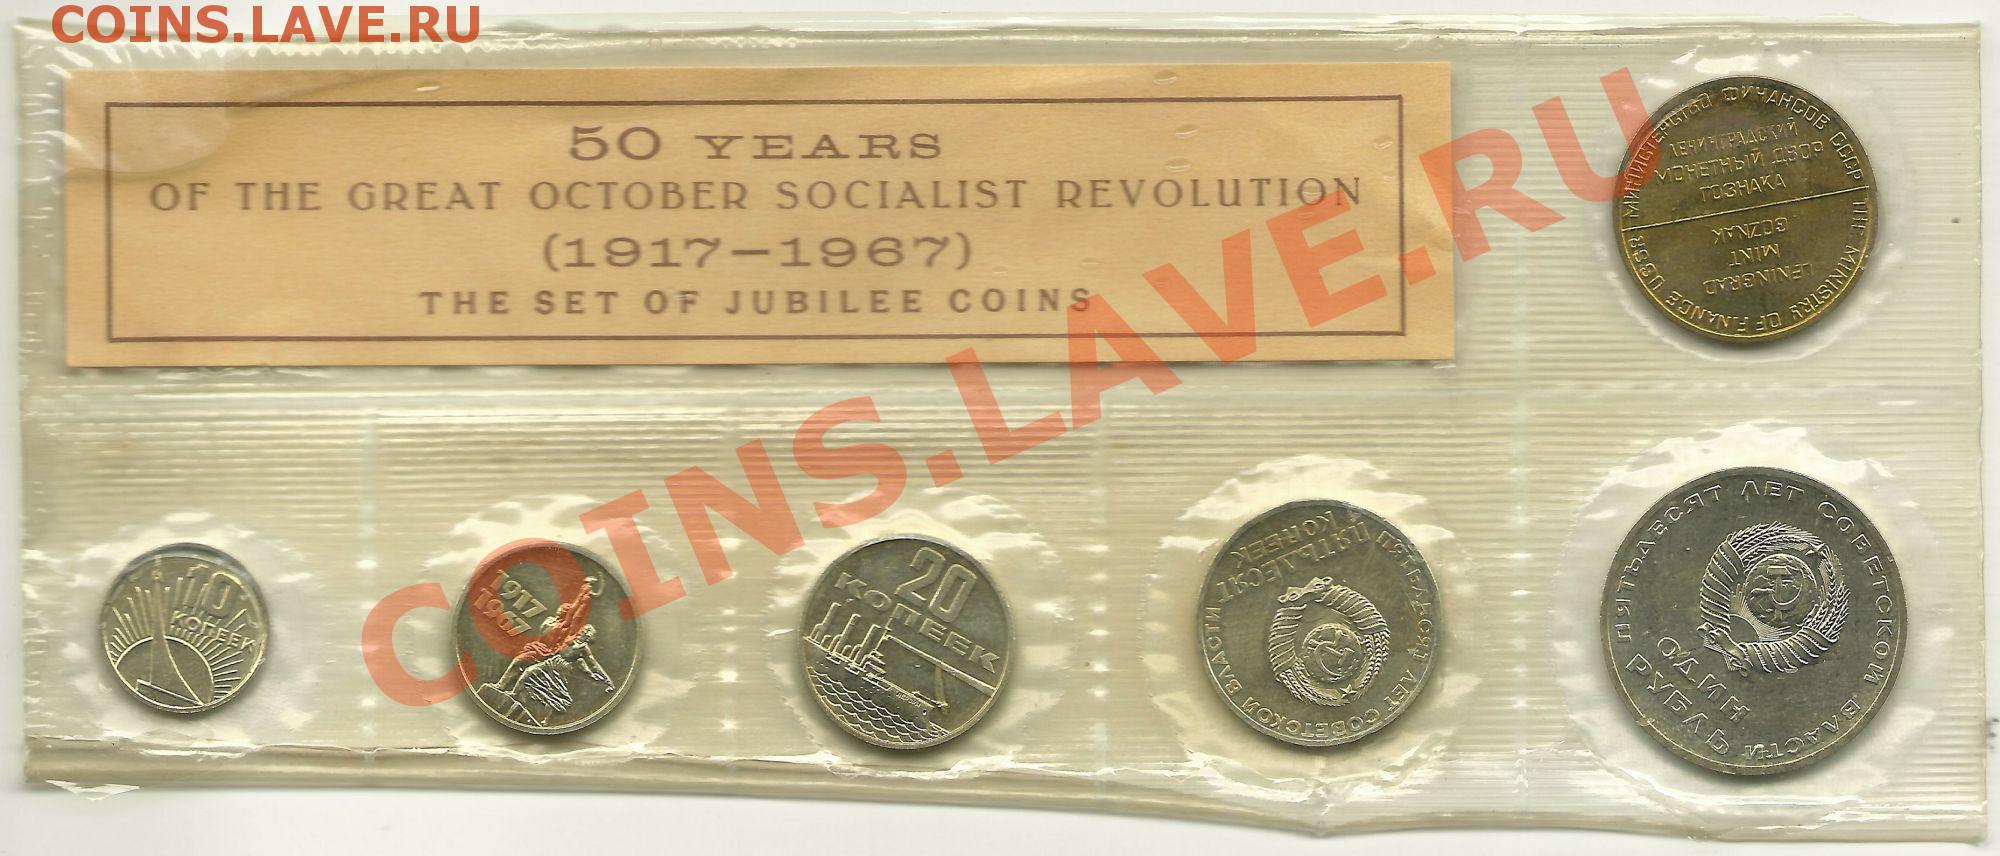 COINS.LAVE.RU
50 YEARS
OF THE GREAT OCTOBER SOCIALIST REVOLUTION
(1917–1967)
THE SET OF JUBILEE COINS
МИНИСТЕРСТВО ФИНАНСОВ СССР
ЛЕНИНГРАДСКИЙ
МОНЕТНЫЙ ДВОР
ГОЗНАКА
LENINGRAD
MINT
GOZNAK
THE MINISTRY OF FINANCE USSR
COINS.LAVE.RU
10
КОПЕЕК
1917
1967
20
КОПЕЕК
ПЯТЬДЕСЯТ
КОПЕЕК
ПЯТЬДЕСЯТ ЛЕТ СОВЕТСКОЙ ВЛАСТИ
ПЯТЬДЕСЯТ ЛЕТ СОВЕТСКОЙ ВЛАСТИ
ОДИН
РУБЛЬ